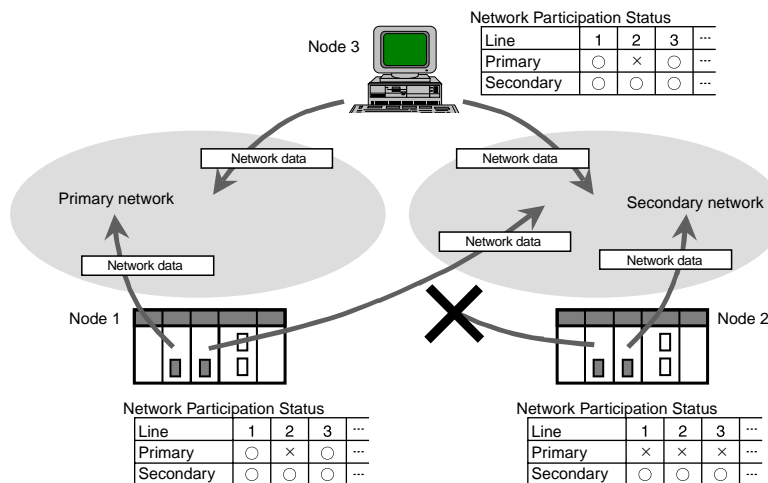 Network Participation Status
Node 3
Line 1 2 3 ---
Primary ○ × ○ ---
Secondary ○ ○ ○ ---
Network data
Network data
Primary network
Secondary network
Network data
Network data
Network data
Node 1
Node 2
Network Participation Status
Line 1 2 3 ---
Primary ○ × ○ ---
Secondary ○ ○ ○ ---
Network Participation Status
Line 1 2 3 ---
Primary × × × ---
Secondary ○ ○ ○ ---